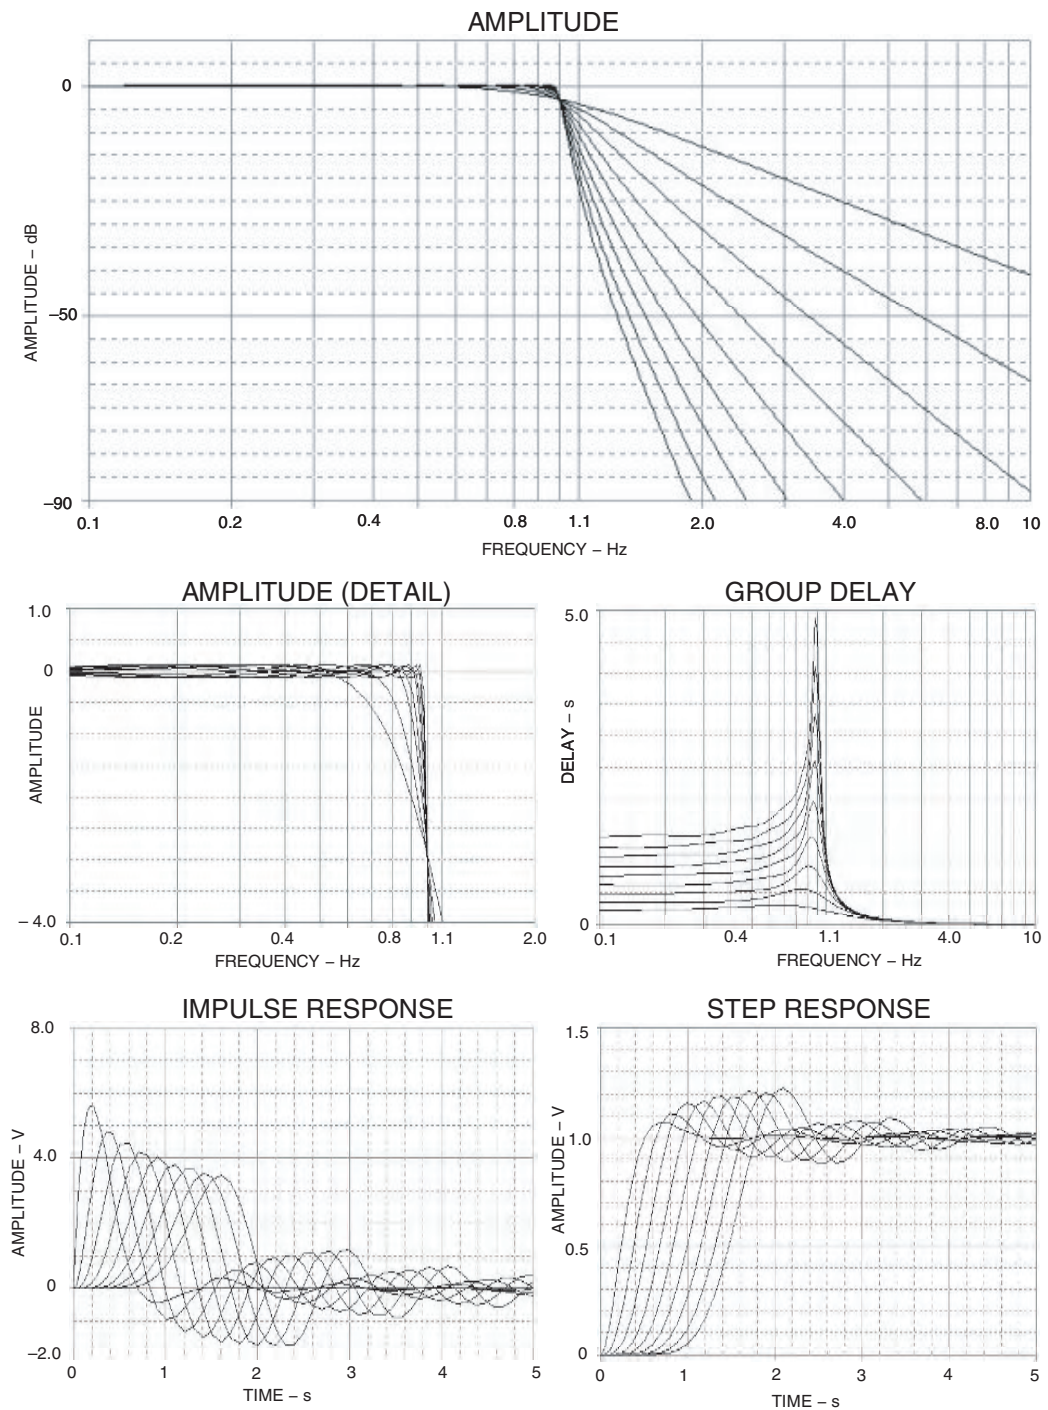 AMPLITUDE
0
–50
–90
AMPLITUDE – dB
0.1 0.2 0.4 0.8 1.1 2.0 4.0 8.0 10
FREQUENCY – Hz
AMPLITUDE (DETAIL)
1.0
0
–4.0
AMPLITUDE
0.1 0.2 0.4 0.8 1.1 2.0
FREQUENCY – Hz
GROUP DELAY
5.0
0
DELAY – s
0.1 0.4 1.1 4.0 10
FREQUENCY – Hz
IMPULSE RESPONSE
8.0
4.0
0
–2.0
AMPLITUDE – V
0 1 2 3 4 5
TIME – s
STEP RESPONSE
1.5
1.0
0.5
0
AMPLITUDE – V
0 1 2 3 4 5
TIME – s